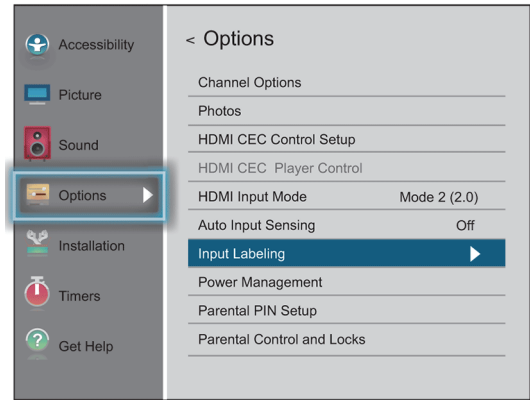 Accessibility
Picture
Sound
Options
Installation
Timers
Get Help
< Options
Channel Options
Photos
HDMI CEC Control Setup
HDMI CEC Player Control
HDMI Input Mode Mode 2 (2.0)
Auto Input Sensing Off
Input Labeling
Power Management
Parental PIN Setup
Parental Control and Locks